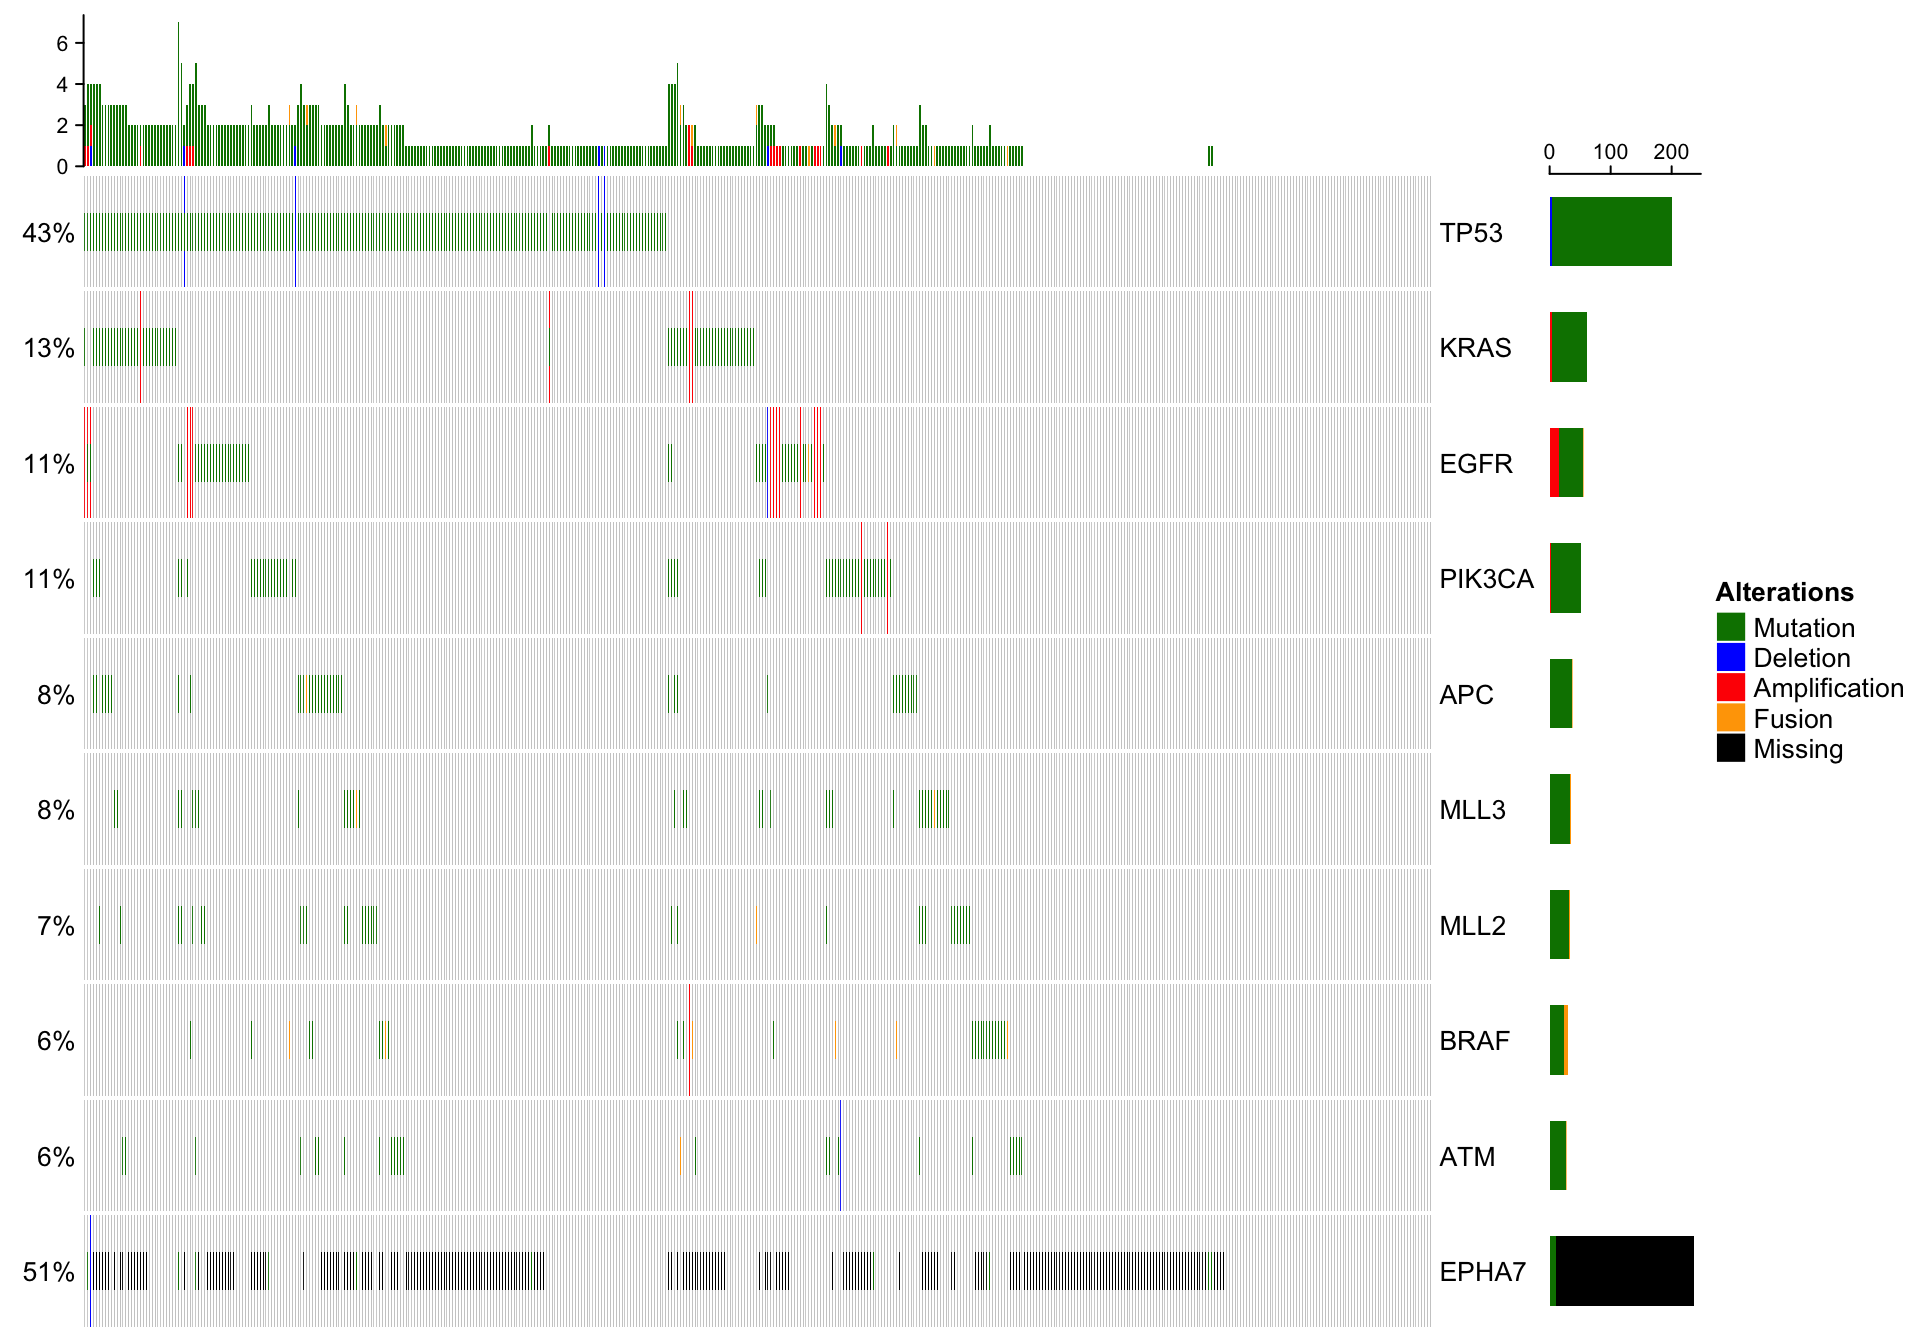 6
4
2
0
0 100 200
43% TP53
13% KRAS
11% EGFR
11% PIK3CA
Alterations
Mutation
Deletion
Amplification
Fusion
Missing
8% APC
8% MLL3
7% MLL2
6% BRAF
6% ATM
51% EPHA7